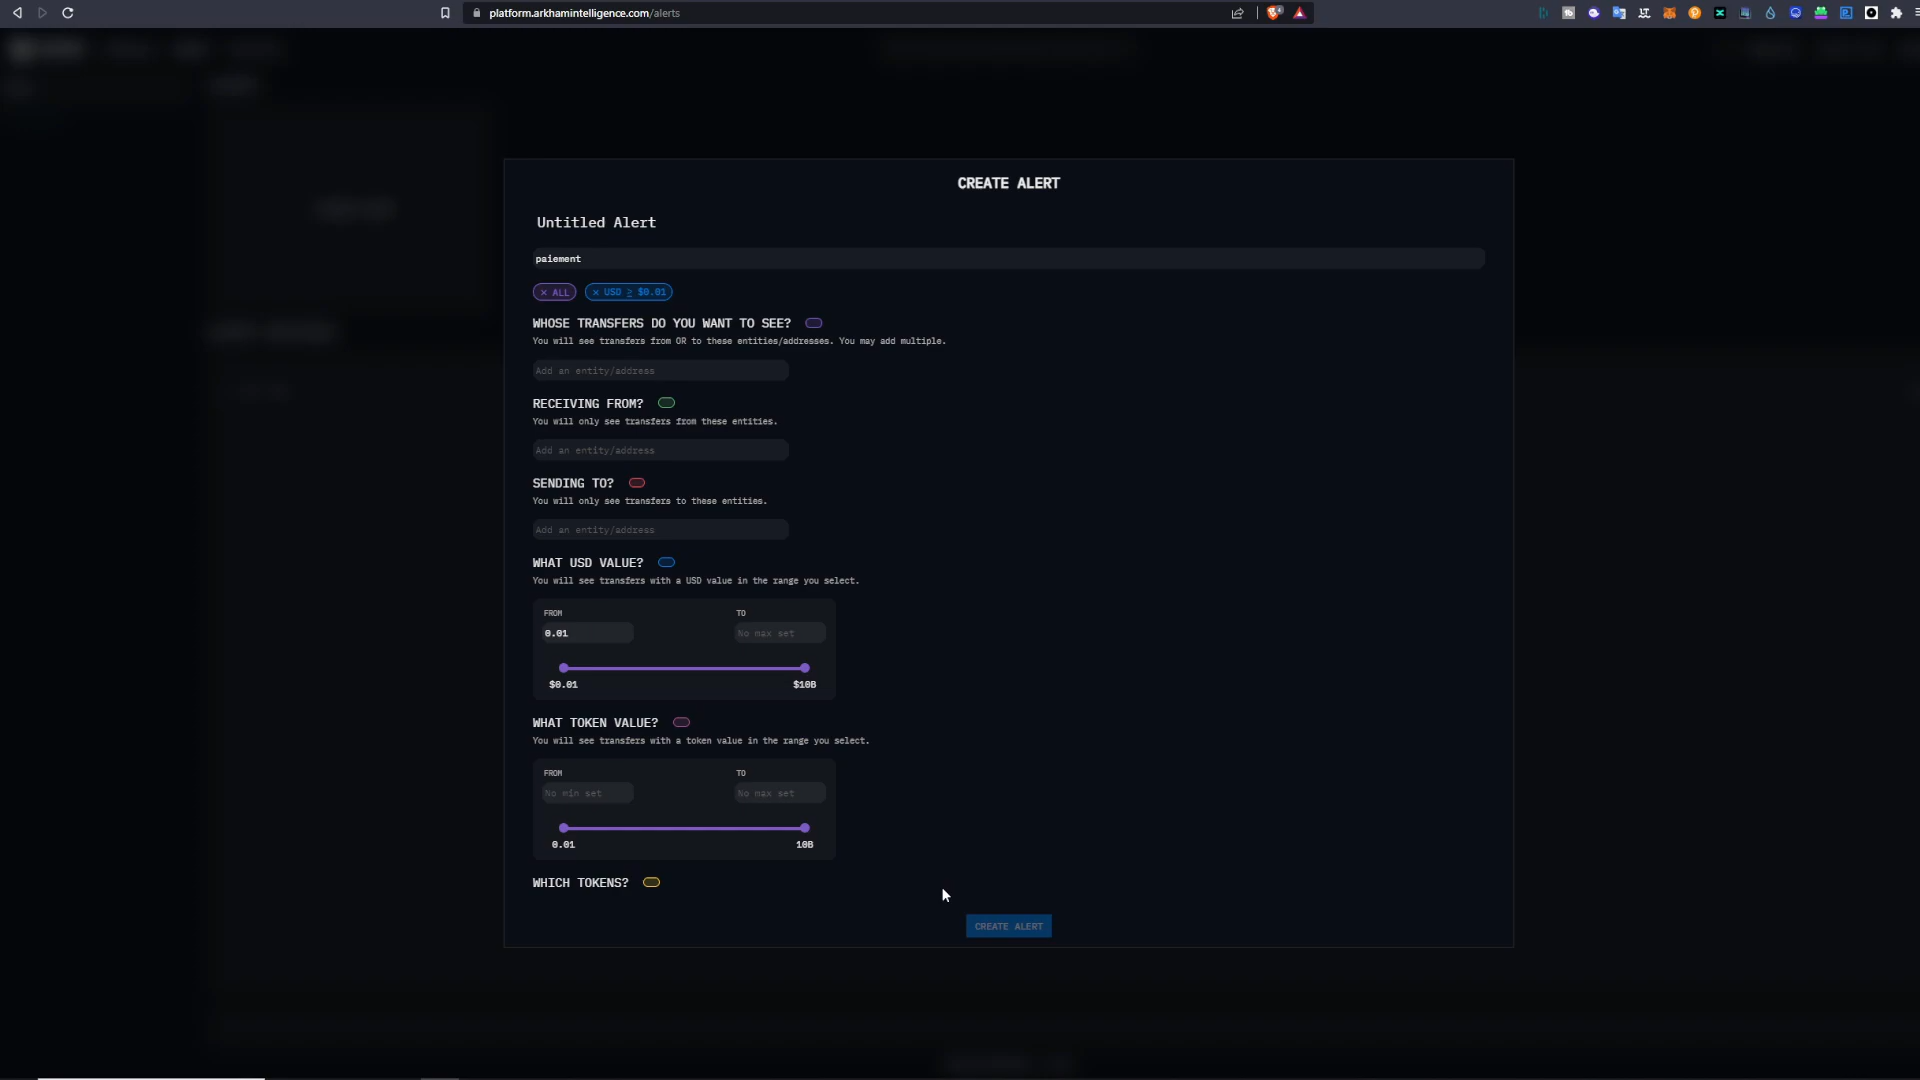 platform.arkhamintelligence.com/alerts
CREATE ALERT
Untitled Alert
paiement
× ALL × USD ≥ $0.01
WHOSE TRANSFERS DO YOU WANT TO SEE?
You will see transfers from OR to these entities/addresses. You may add multiple.
Add an entity/address
RECEIVING FROM?
You will only see transfers from these entities.
Add an entity/address
SENDING TO?
You will only see transfers to these entities.
Add an entity/address
WHAT USD VALUE?
You will see transfers with a USD value in the range you select.
FROM TO
0.01 No max set
$0.01 $10B
WHAT TOKEN VALUE?
You will see transfers with a token value in the range you select.
FROM TO
No min set No max set
0.01 10B
WHICH TOKENS?
CREATE ALERT